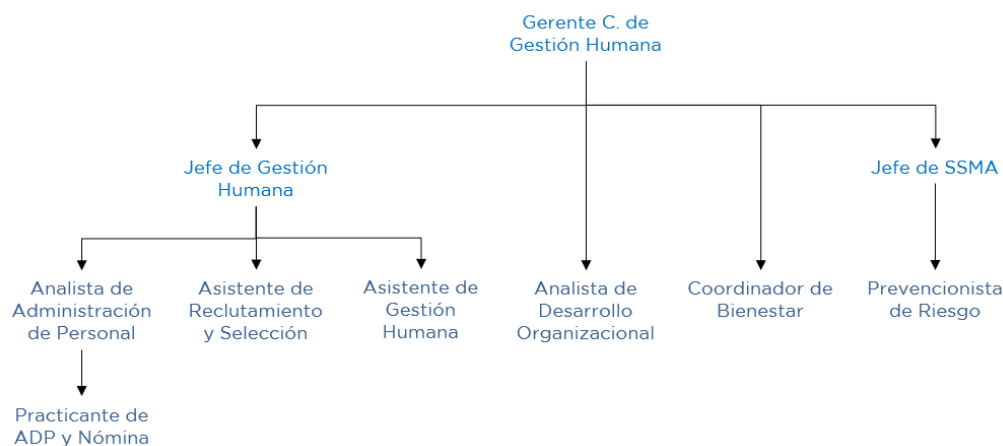 Gerente C. de
Gestión Humana
Jefe de Gestión
Humana
Jefe de SSMA
Analista de
Administración
de Personal
Asistente de
Reclutamiento
y Selección
Asistente de
Gestión
Humana
Analista de
Desarrollo
Organizacional
Coordinador de
Bienestar
Prevencionista
de Riesgo
Practicante de
ADP y Nómina